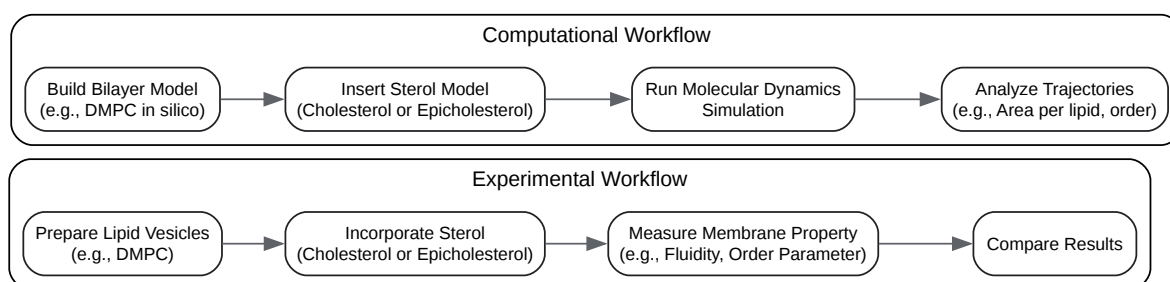 Computational Workflow
Build Bilayer Model
(e.g., DMPC in silico)
Insert Sterol Model
(Cholesterol or Epicholesterol)
Run Molecular Dynamics
Simulation
Analyze Trajectories
(e.g., Area per lipid, order)
Experimental Workflow
Prepare Lipid Vesicles
(e.g., DMPC)
Incorporate Sterol
(Cholesterol or Epicholesterol)
Measure Membrane Property
(e.g., Fluidity, Order Parameter)
Compare Results